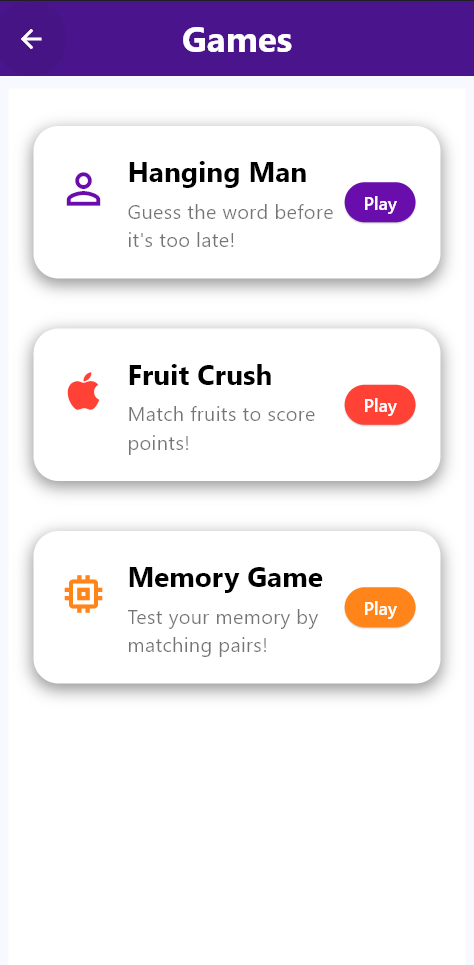 Games
Hanging Man
Guess the word before
it's too late!
Play
Fruit Crush
Match fruits to score
points!
Play
Memory Game
Test your memory by
matching pairs!
Play